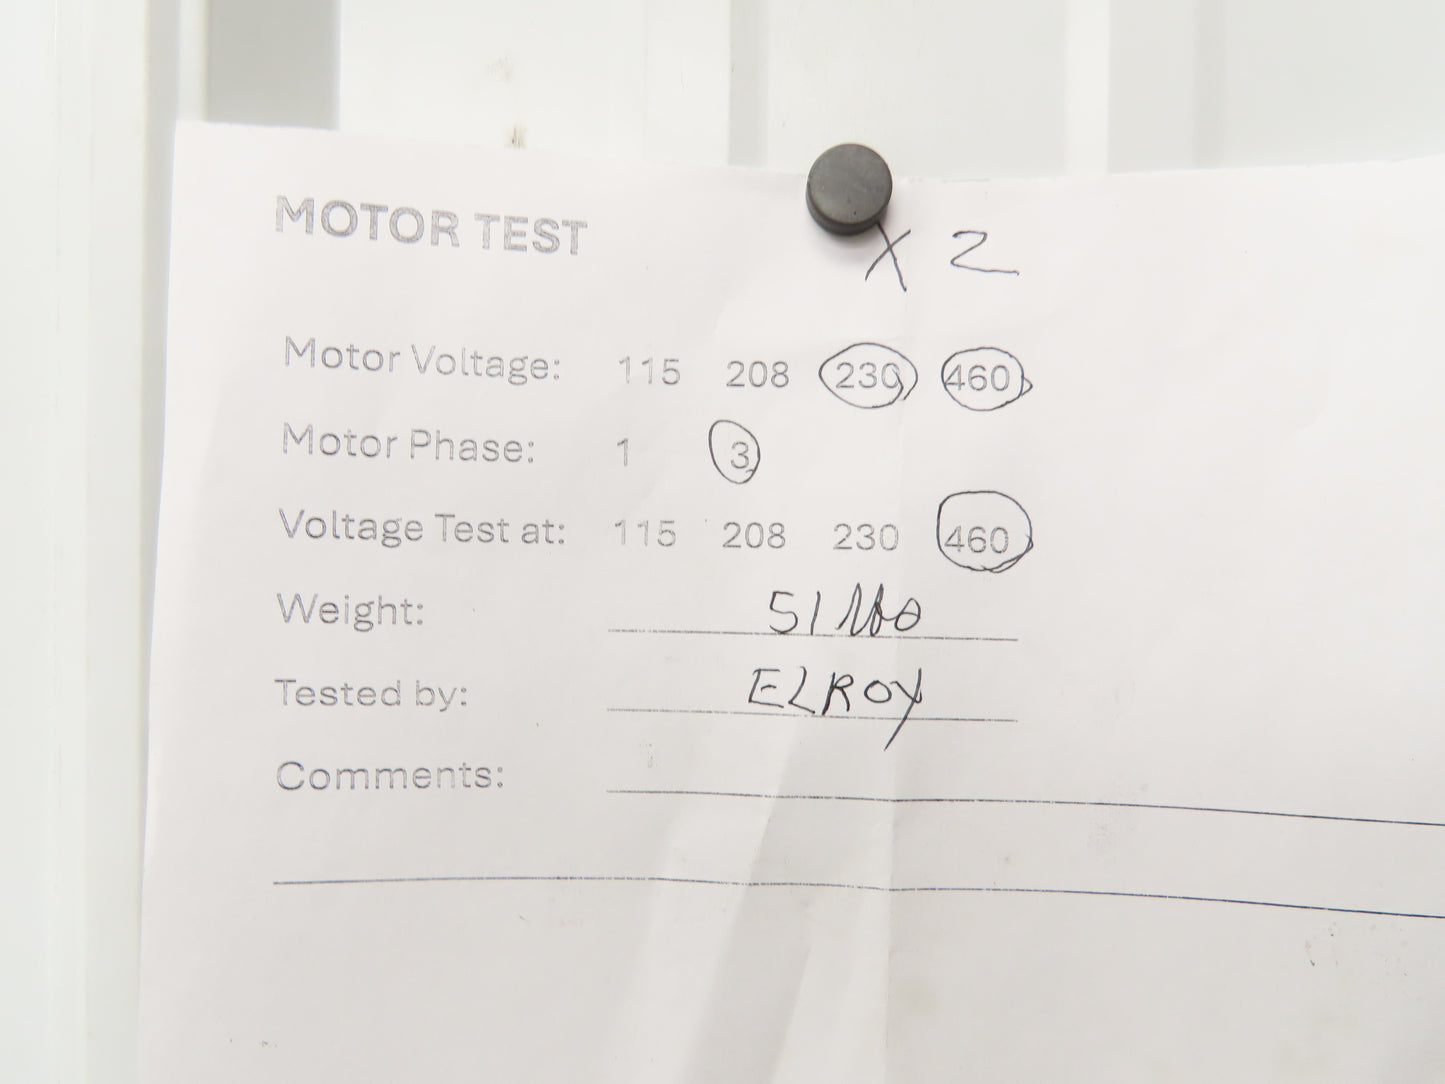 MOTOR TEST X 2
Motor Voltage: 115 208 230 460
Motor Phase: 1 3
Voltage Test at: 115 208 230 460
Weight: 51
Tested by: ELROY
Comments: